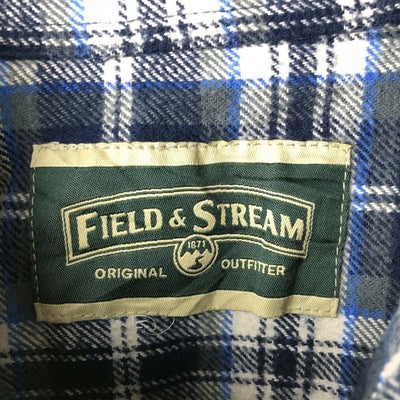 FIELD & STREAM
1871
ORIGINAL OUTFITTER